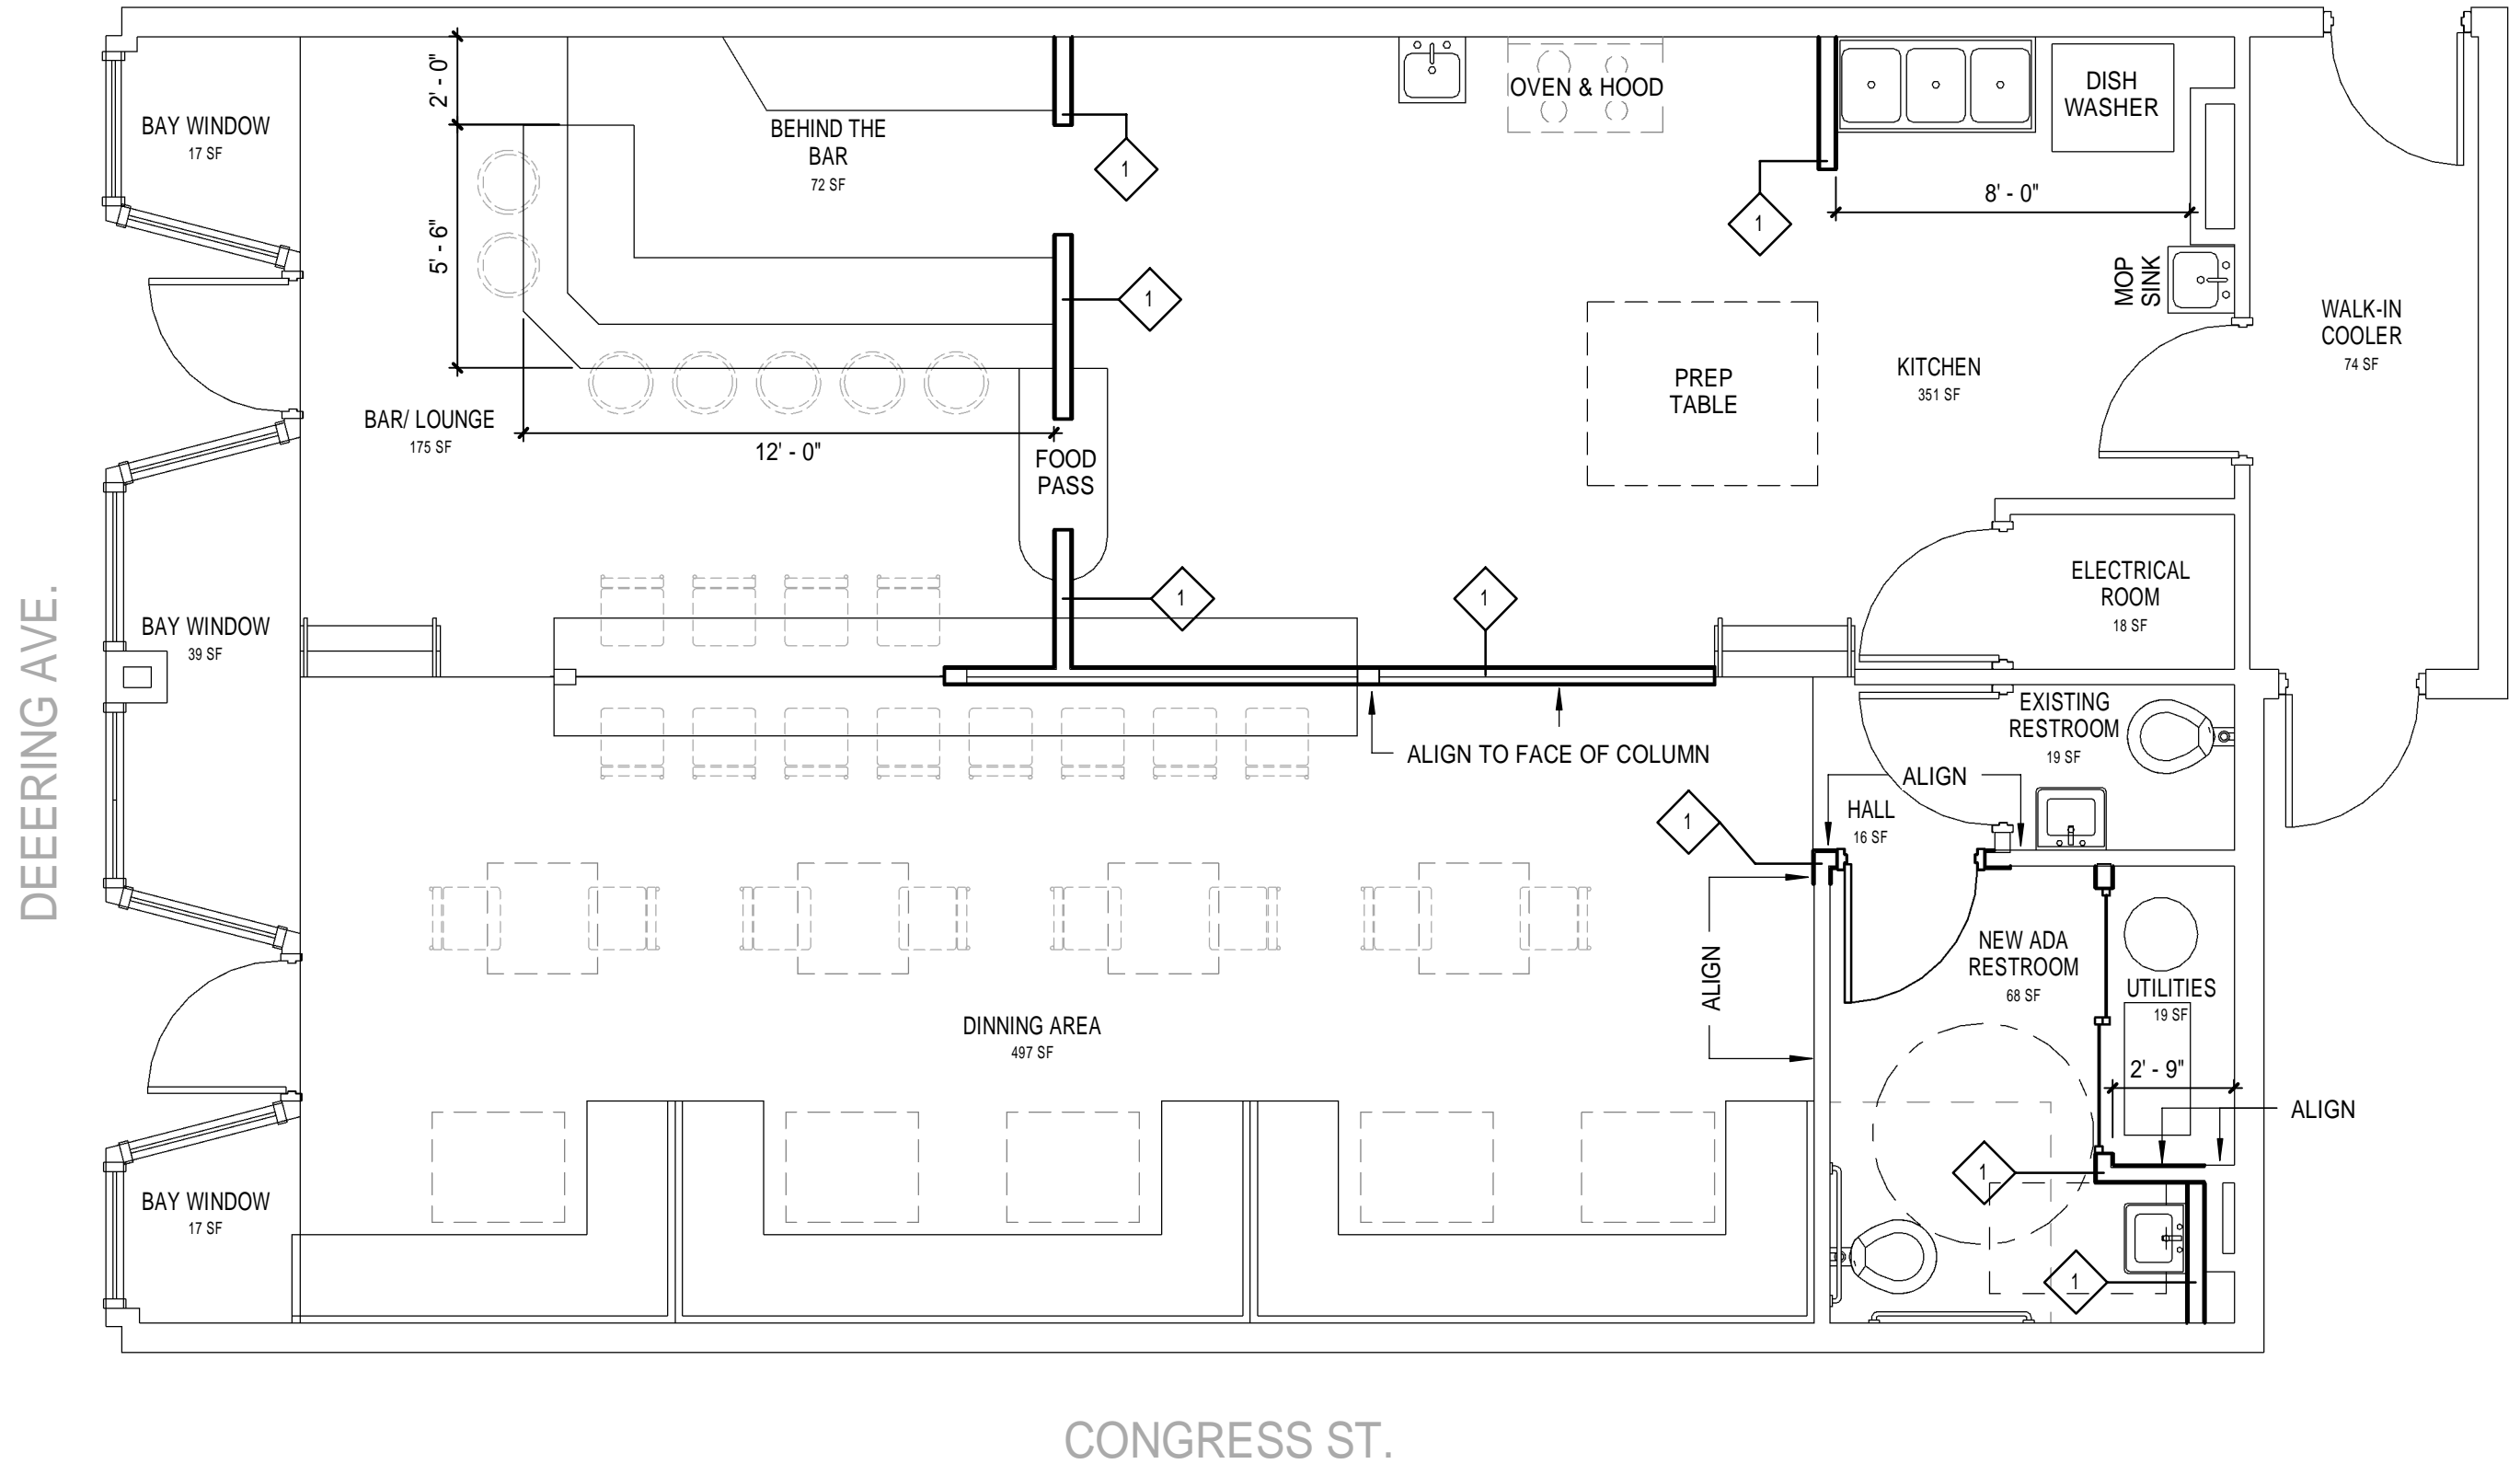 2' - 0"
BAY WINDOW
17 SF
BEHIND THE
BAR
72 SF
1
OVEN & HOOD
1
DISH
WASHER
8' - 0"
5' - 6"
1
MOP
SINK
WALK-IN
COOLER
74 SF
PREP
TABLE
KITCHEN
351 SF
BAR/ LOUNGE
175 SF
12' - 0"
FOOD
PASS
DEEERING AVE.
BAY WINDOW
39 SF
1
1
ELECTRICAL
ROOM
18 SF
EXISTING
RESTROOM
19 SF
ALIGN TO FACE OF COLUMN
ALIGN
HALL
16 SF
1
ALIGN
NEW ADA
RESTROOM
68 SF
UTILITIES
19 SF
DINNING AREA
497 SF
2' - 9"
ALIGN
BAY WINDOW
17 SF
1
1
CONGRESS ST.